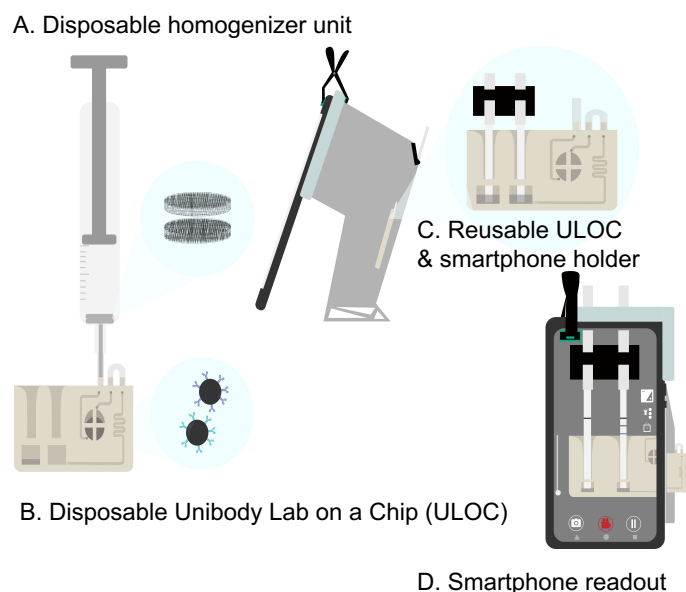 A. Disposable homogenizer unit
C. Reusable ULOC
& smartphone holder
B. Disposable Unibody Lab on a Chip (ULOC)
D. Smartphone readout